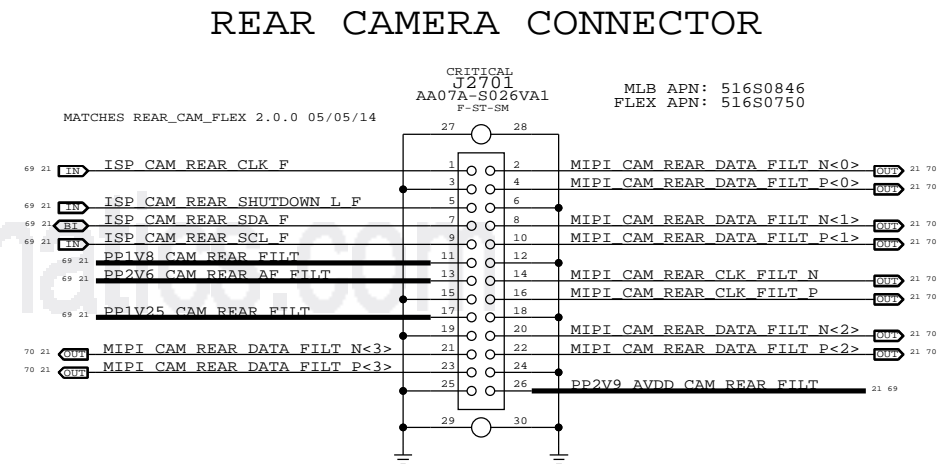 REAR CAMERA CONNECTOR
CRITICAL
J2701
AA07A-S026VA1
F-ST-SM
MLB APN: 516S0846
FLEX APN: 516S0750
MATCHES REAR_CAM_FLEX 2.0.0 05/05/14
27 28
69 21 IN ISP_CAM_REAR_CLK_F 1 2 MIPI_CAM_REAR_DATA_FILT_N<0> OUT 21 70
3 4 MIPI_CAM_REAR_DATA_FILT_P<0> OUT 21 70
69 21 IN ISP_CAM_REAR_SHUTDOWN_L_F 5 6
69 21 BI ISP_CAM_REAR_SDA_F 7 8 MIPI_CAM_REAR_DATA_FILT_N<1> OUT 21 70
69 21 IN ISP_CAM_REAR_SCL_F 9 10 MIPI_CAM_REAR_DATA_FILT_P<1> OUT 21 70
69 21 PP1V8_CAM_REAR_FILT 11 12
69 21 PP2V6_CAM_REAR_AF_FILT 13 14 MIPI_CAM_REAR_CLK_FILT_N OUT 21 70
15 16 MIPI_CAM_REAR_CLK_FILT_P OUT 21 70
69 21 PP1V25_CAM_REAR_FILT 17 18
19 20 MIPI_CAM_REAR_DATA_FILT_N<2> OUT 21 70
70 21 OUT MIPI_CAM_REAR_DATA_FILT_N<3> 21 22 MIPI_CAM_REAR_DATA_FILT_P<2> OUT 21 70
70 21 OUT MIPI_CAM_REAR_DATA_FILT_P<3> 23 24
25 26 PP2V9_AVDD_CAM_REAR_FILT 21 69
29 30
matics.com